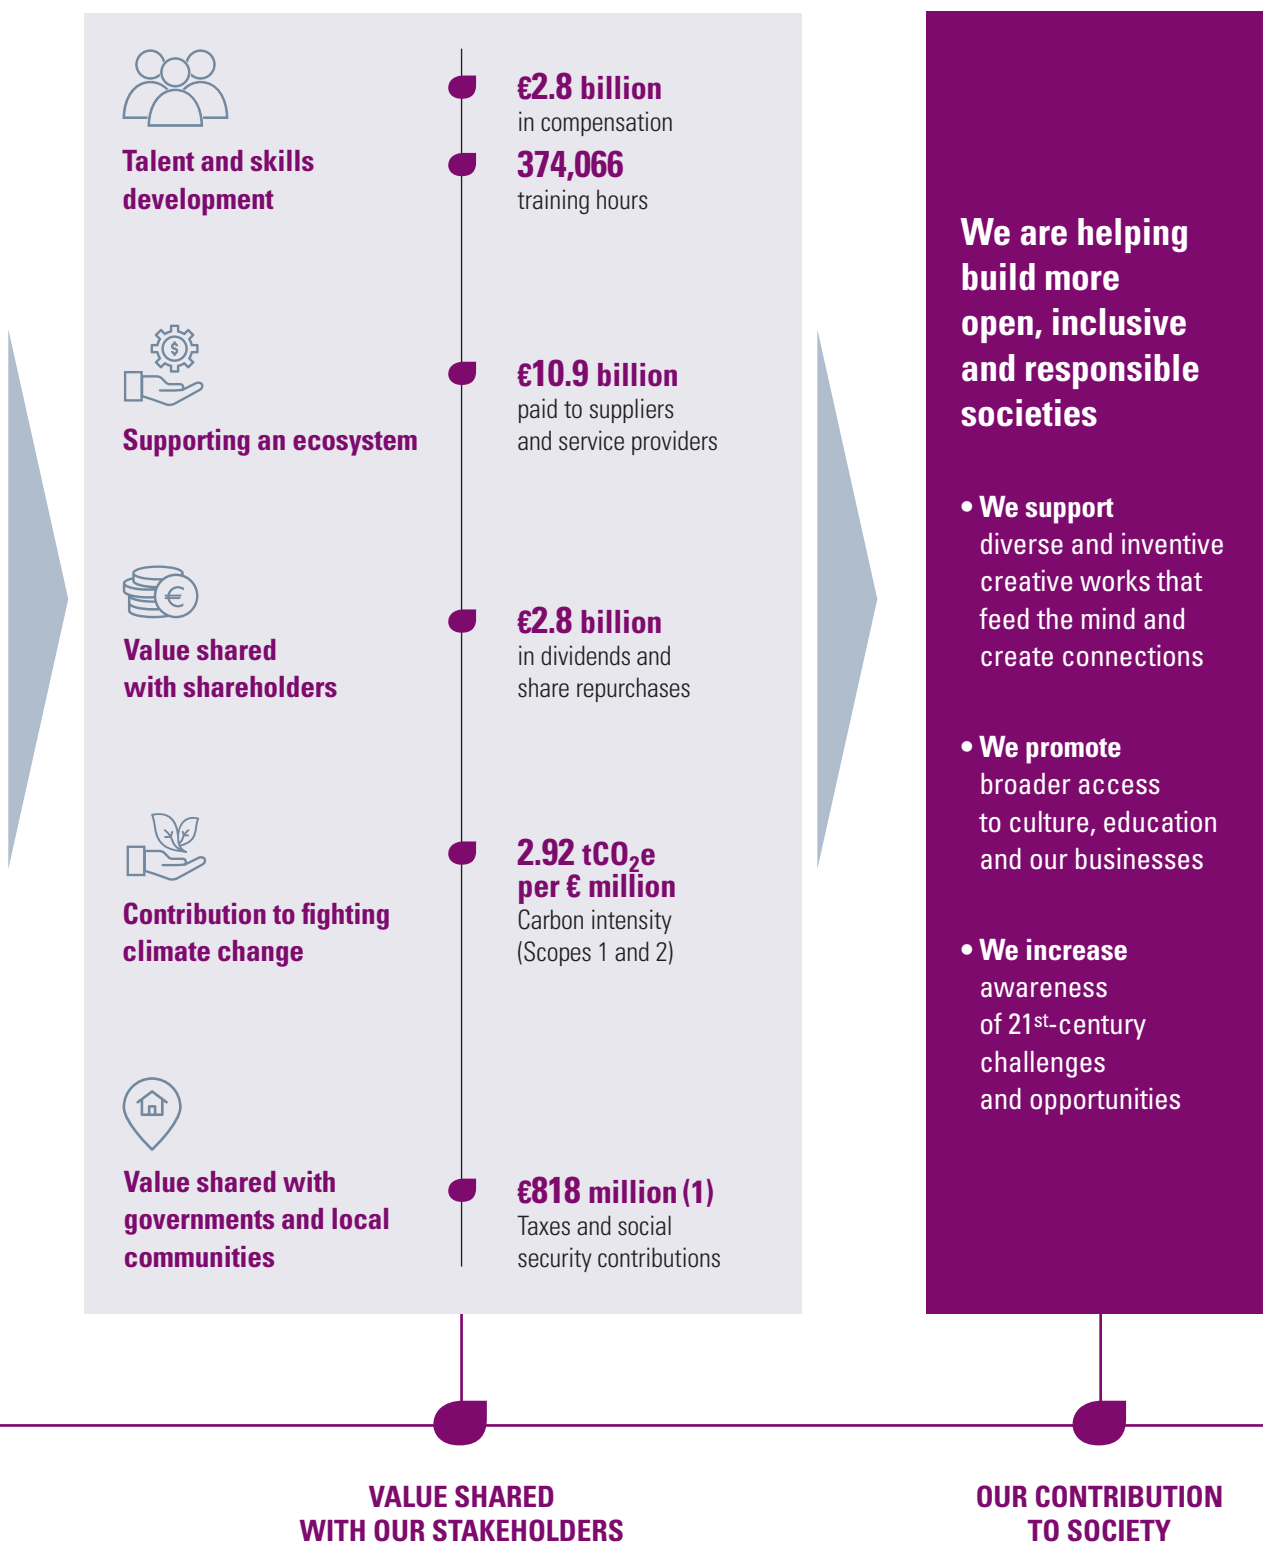 Talent and skills
development
€2.8 billion
in compensation
374,066
training hours
Supporting an ecosystem
€10.9 billion
paid to suppliers
and service providers
Value shared
with shareholders
€2.8 billion
in dividends and
share repurchases
Contribution to fighting
climate change
2.92 tCO₂e
per € million
Carbon intensity
(Scopes 1 and 2)
Value shared with
governments and local
communities
€818 million (1)
Taxes and social
security contributions
VALUE SHARED
WITH OUR STAKEHOLDERS
We are helping
build more
open, inclusive
and responsible
societies
• We support
diverse and inventive
creative works that
feed the mind and
create connections
• We promote
broader access
to culture, education
and our businesses
• We increase
awareness
of 21st-century
challenges
and opportunities
OUR CONTRIBUTION
TO SOCIETY